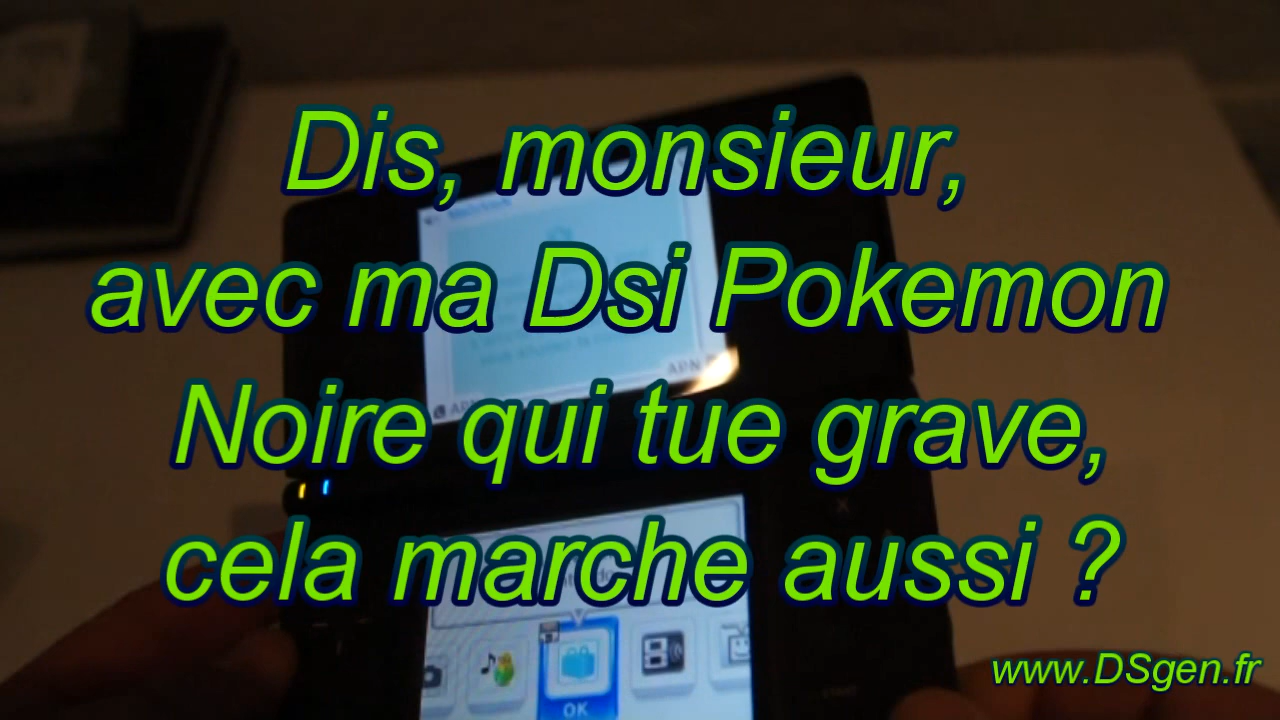 Dis, monsieur,
avec ma Dsi Pokemon
Noire qui tue grave,
cela marche aussi ?
OK
www.DSgen.fr